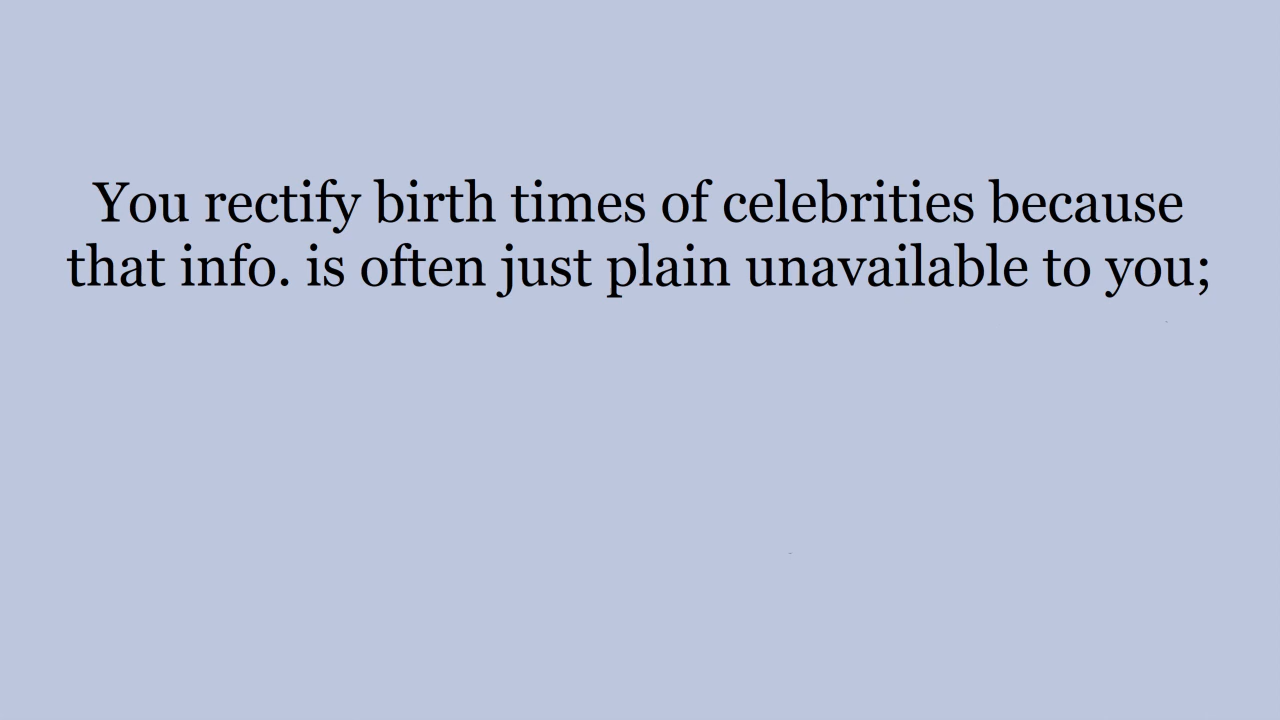 You rectify birth times of celebrities because
that info. is often just plain unavailable to you;